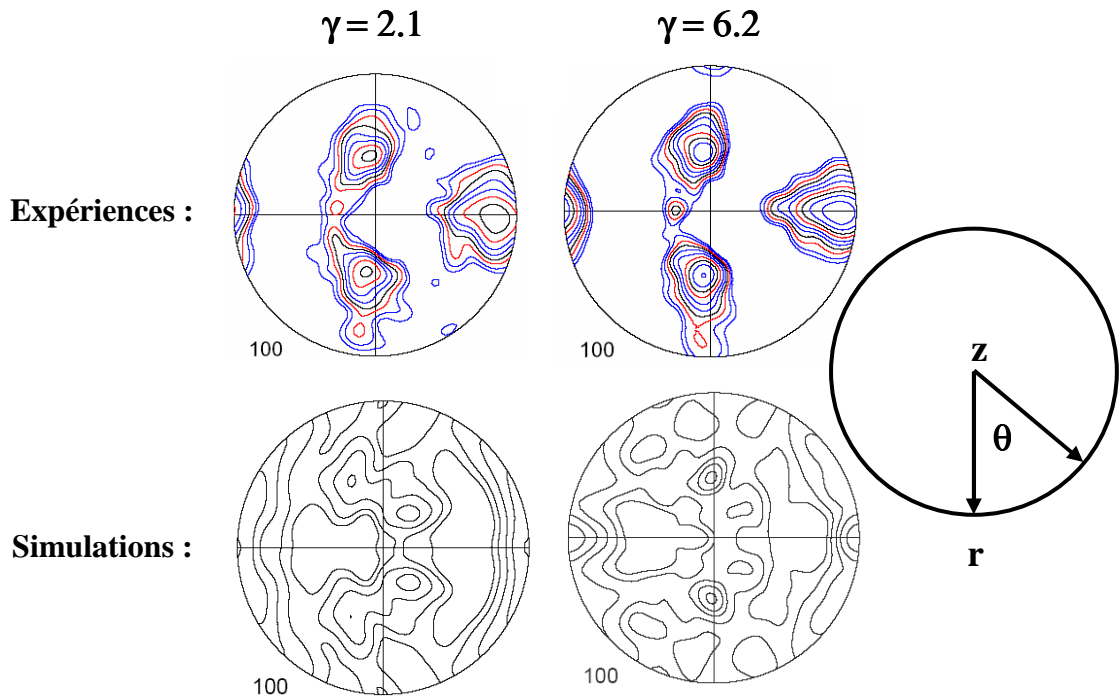 γ = 2.1 γ = 6.2
Expériences :
100 100
z
θ
r
Simulations :
100 100